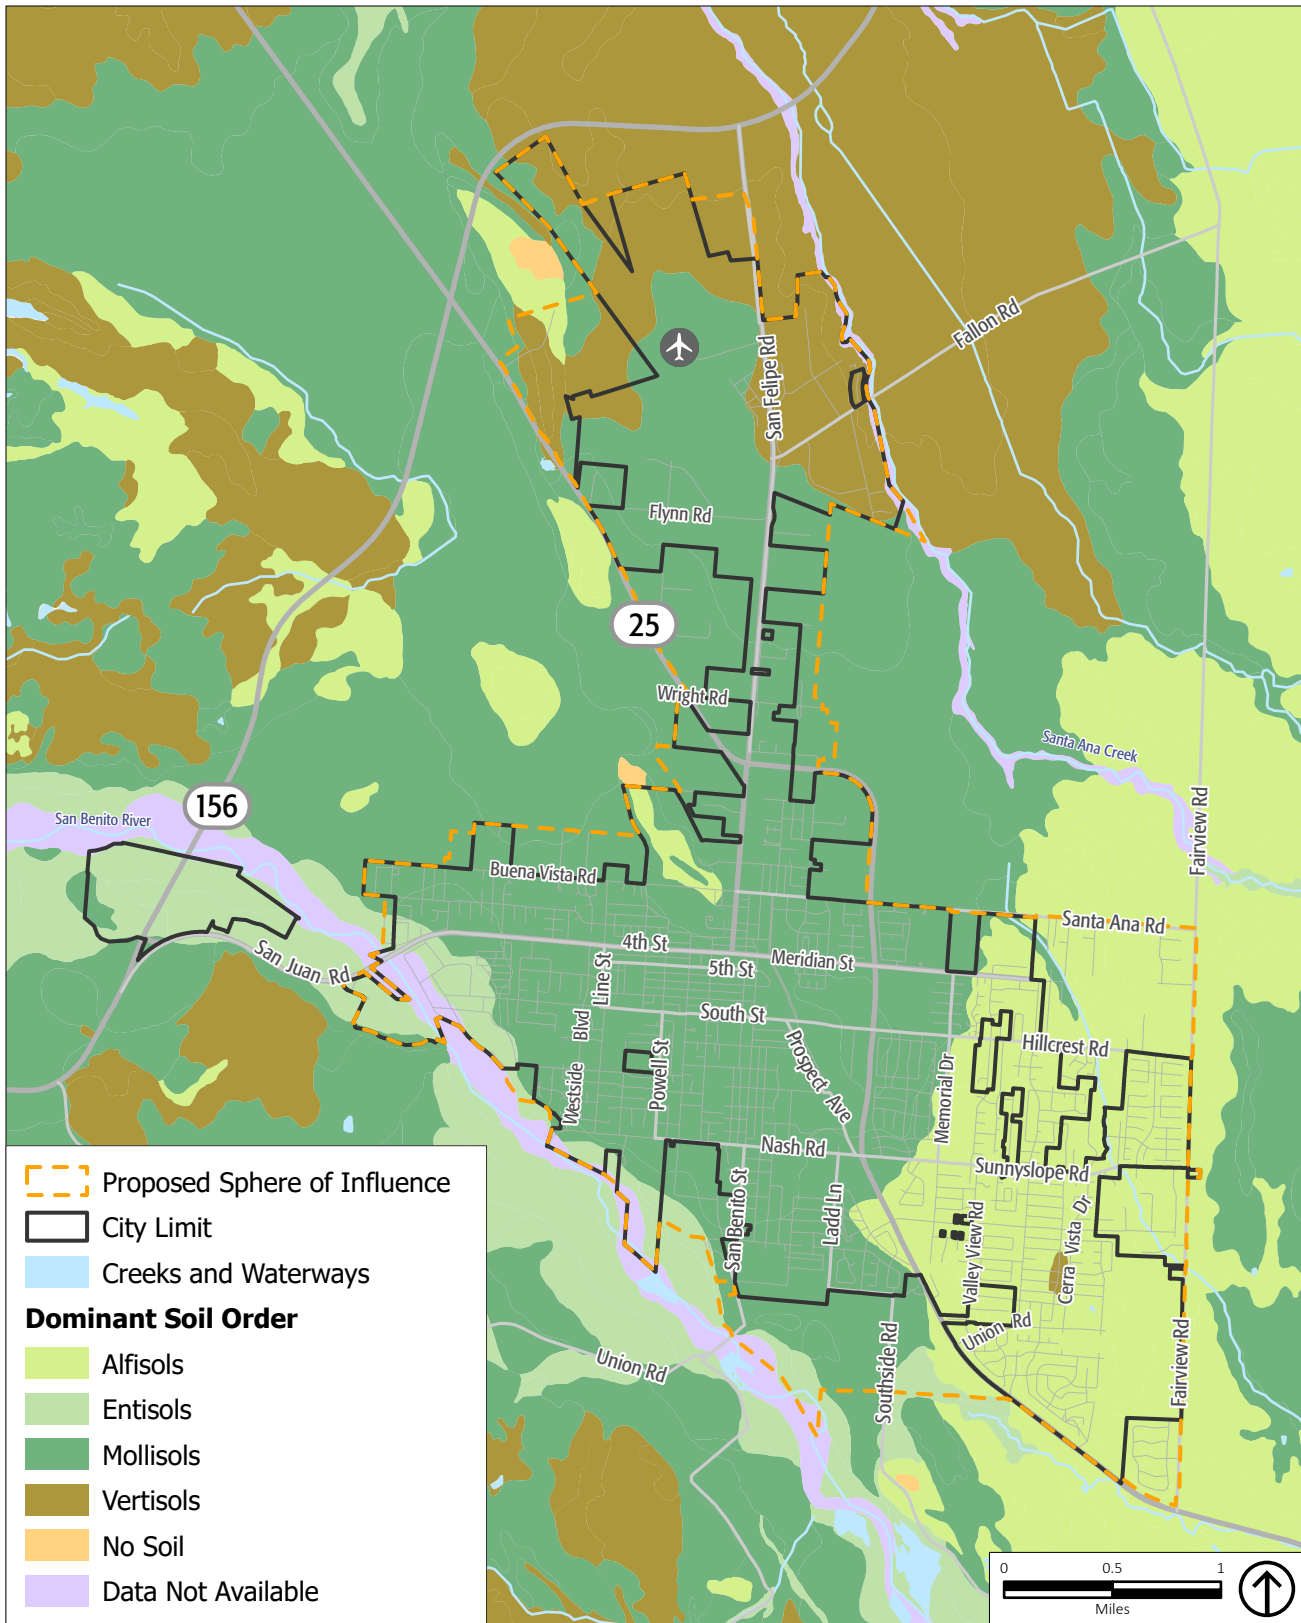 San Felipe Rd
Fallon Rd
Flynn Rd
25
Wright Rd
Santa Ana Creek
156
San Benito River
Fairview Rd
Buena Vista Rd
Santa Ana Rd
4th St
Meridian St
San Juan Rd
Line St
5th St
South St
Westside Blvd
Hillcrest Rd
Powell St
Prospect Ave
Memorial Dr
Nash Rd
Sunnyslope Rd
San Benito St
Ladd Ln
Valley View Rd
Cerra Vista Dr
Union Rd
Union Rd
Southside Rd
Fairview Rd
Proposed Sphere of Influence
City Limit
Creeks and Waterways
Dominant Soil Order
Alfisols
Entisols
Mollisols
Vertisols
No Soil
Data Not Available
0 0.5 1
Miles